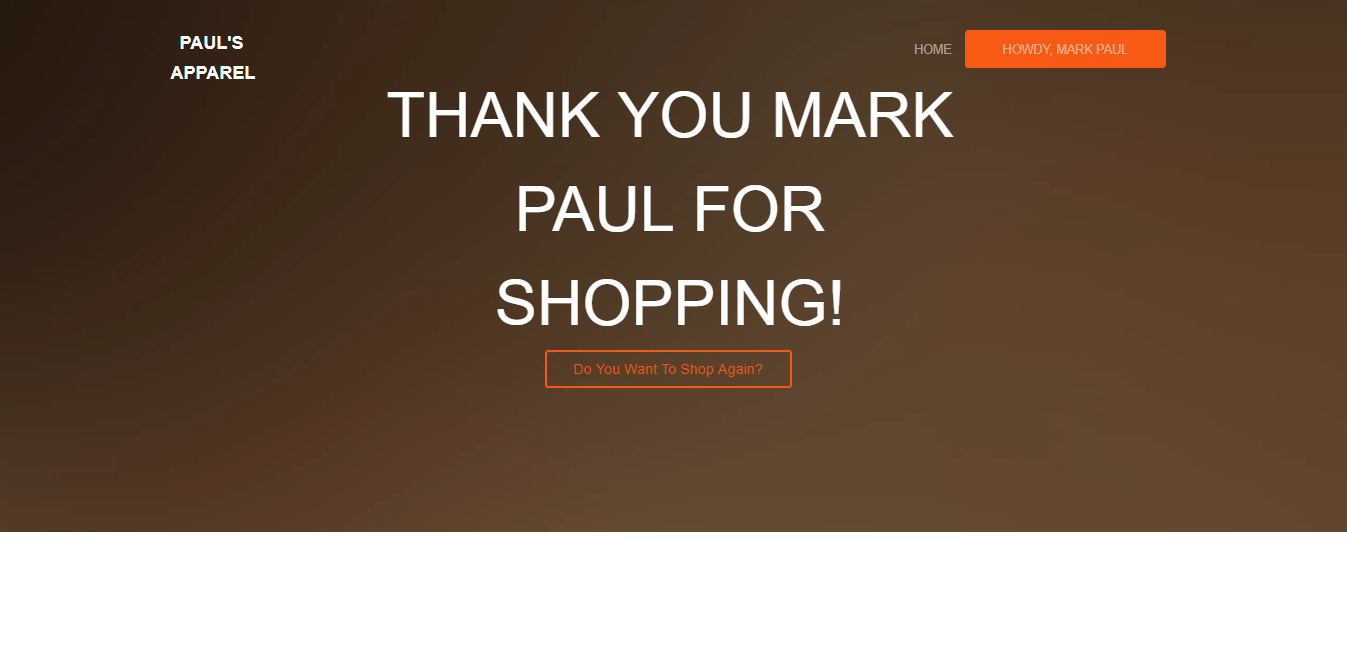 PAUL'S
APPAREL
HOME
HOWDY, MARK PAUL
THANK YOU MARK
PAUL FOR
SHOPPING!
Do You Want To Shop Again?